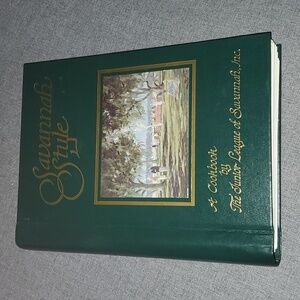 Savannah
Style
A Cookbook
by
The Junior League of Savannah, Inc.